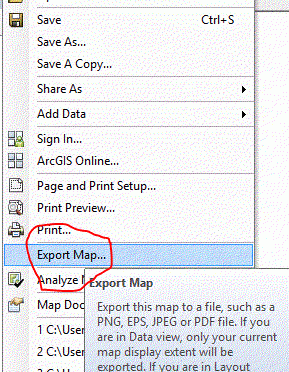 Save Ctrl+S
Save As...
Save A Copy...
Share As
Add Data
Sign In...
ArcGIS Online...
Page and Print Setup...
Print Preview...
Print...
Export Map...
Analyze
Export Map
Map Doc
Export this map to a file, such as a
1 C:\User
PNG, EPS, JPEG or PDF file. If you
are in Data view, only your current
2 C:\User
map display extent will be
3 C:\User
exported. If you are in Layout